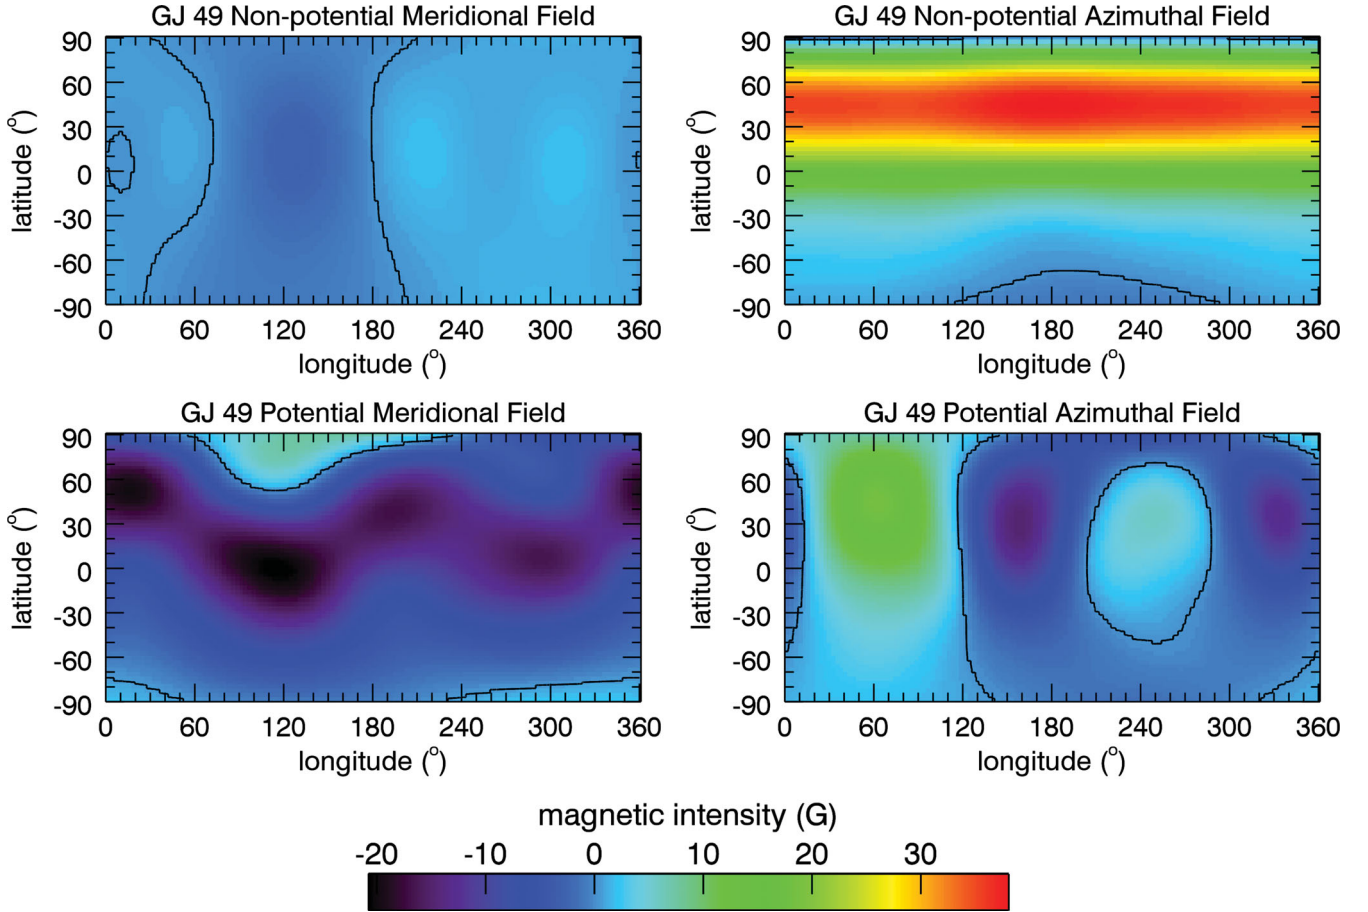 GJ 49 Non-potential Meridional Field
90
60
30
0
-30
-60
-90
latitude (°)
0 60 120 180 240 300 360
longitude (°)
GJ 49 Non-potential Azimuthal Field
90
60
30
0
-30
-60
-90
latitude (°)
0 60 120 180 240 300 360
longitude (°)
GJ 49 Potential Meridional Field
90
60
30
0
-30
-60
-90
latitude (°)
0 60 120 180 240 300 360
longitude (°)
GJ 49 Potential Azimuthal Field
90
60
30
0
-30
-60
-90
latitude (°)
0 60 120 180 240 300 360
longitude (°)
magnetic intensity (G)
-20 -10 0 10 20 30